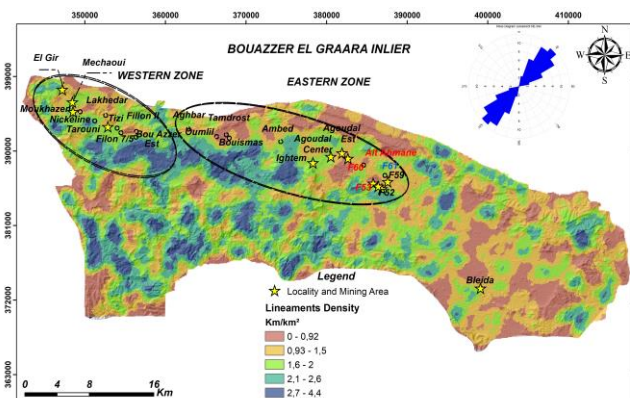 350000 360000 370000 380000 390000 400000 410000
BOUAZZER EL GRAARA INLIER
N
W E
S
399000
390000
381000
372000
363000
El Gir
Mechaoui
WESTERN ZONE
EASTERN ZONE
Moukhazen
Lakhedar
Nickeline
Tizi
Filon II
Tarouni
Filon 7/5
Bou Azzer
Est
Aghbar
Tamdrost
Oumlil
Bouismas
Ambed
Agoudal
Est
Agoudal
Center
Ightem
Ait Ahmane
F60
F61
F59
F53
F52
Bleida
Legend
Locality and Mining Area
Lineaments Density
Km/km²
0 - 0,92
0,93 - 1,5
1,6 - 2
2,1 - 2,6
2,7 - 4,4
0 4 8 16
Km